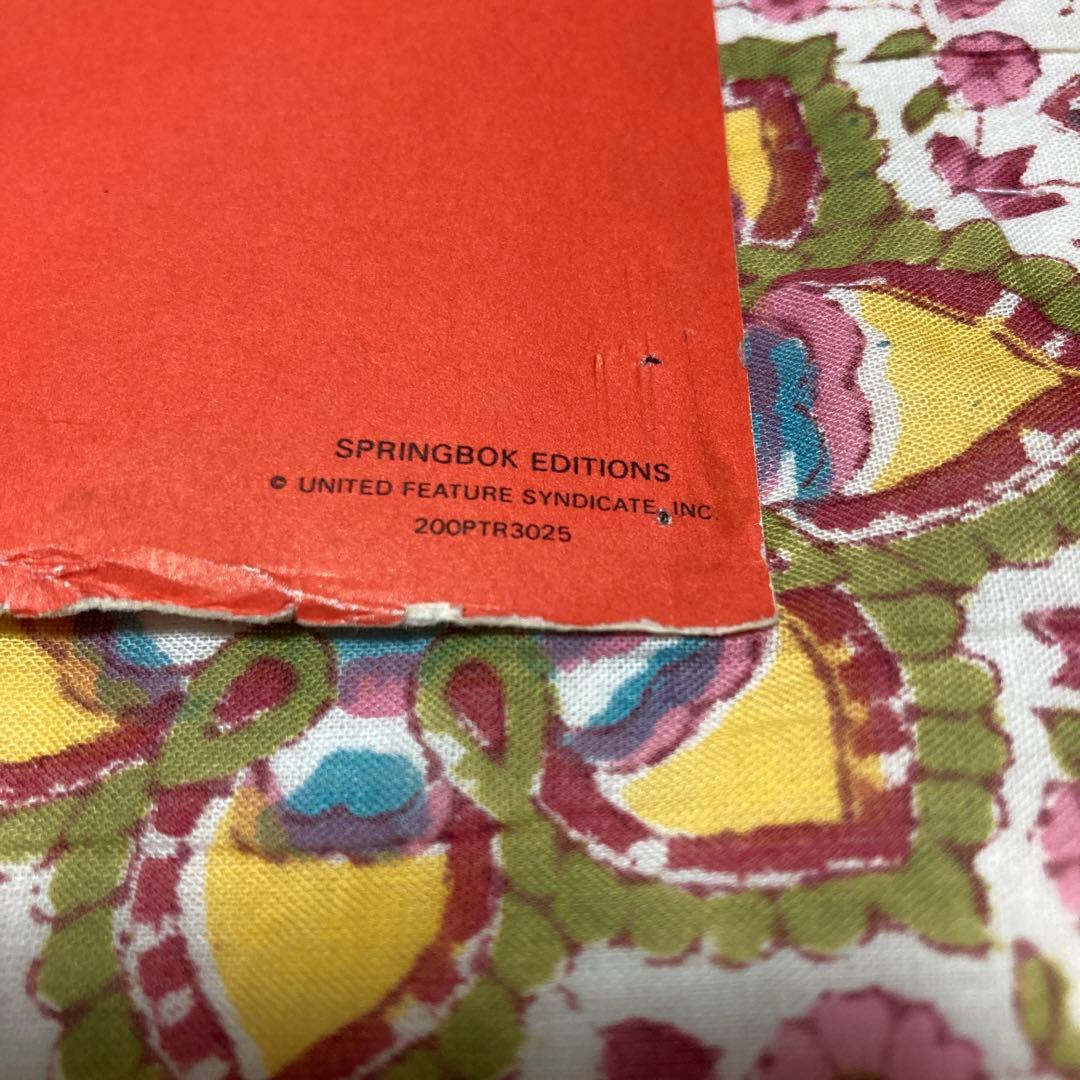 SPRINGBOK EDITIONS
© UNITED FEATURE SYNDICATE, INC.
200PTR3025